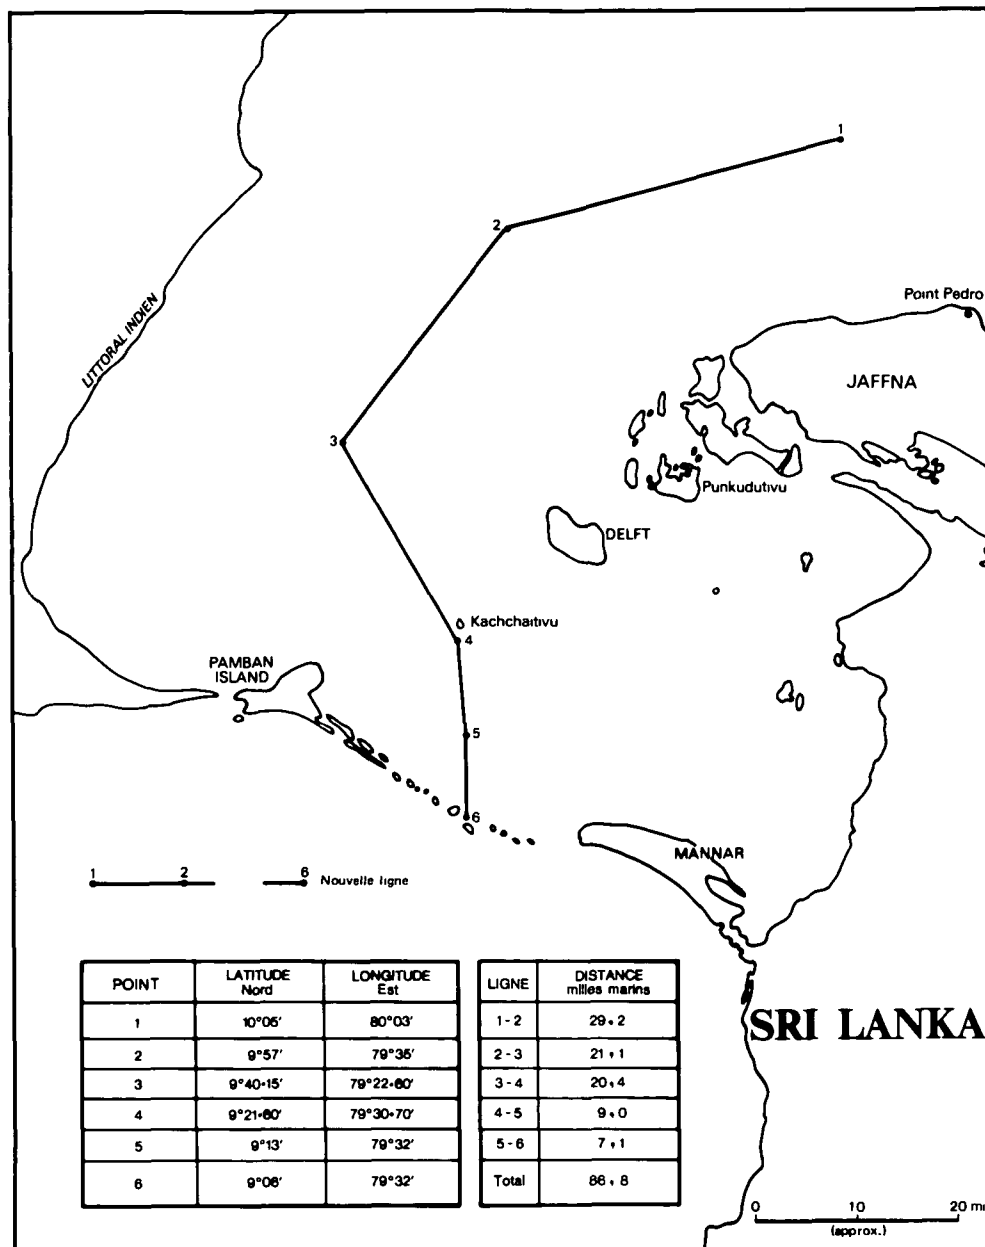 1
2
Point Pedro
LITTORAL INDIEN
JAFFNA
3
Punkudutivu
DELFT
Kachchaitivu
4
PAMBAN
ISLAND
5
6
MANNAR
1 2 6 Nouvelle ligne
POINT LATITUDE Nord LONGITUDE Est
1 10°05′ 80°03′
2 9°57′ 79°35′
3 9°40·15′ 79°22·60′
4 9°21·80′ 79°30·70′
5 9°13′ 79°32′
6 9°06′ 79°32′
LIGNE DISTANCE milles marins
1-2 29,2
2-3 21,1
3-4 20,4
4-5 9,0
5-6 7,1
Total 86,8
SRI LANKA
0 10 20
(approx.)